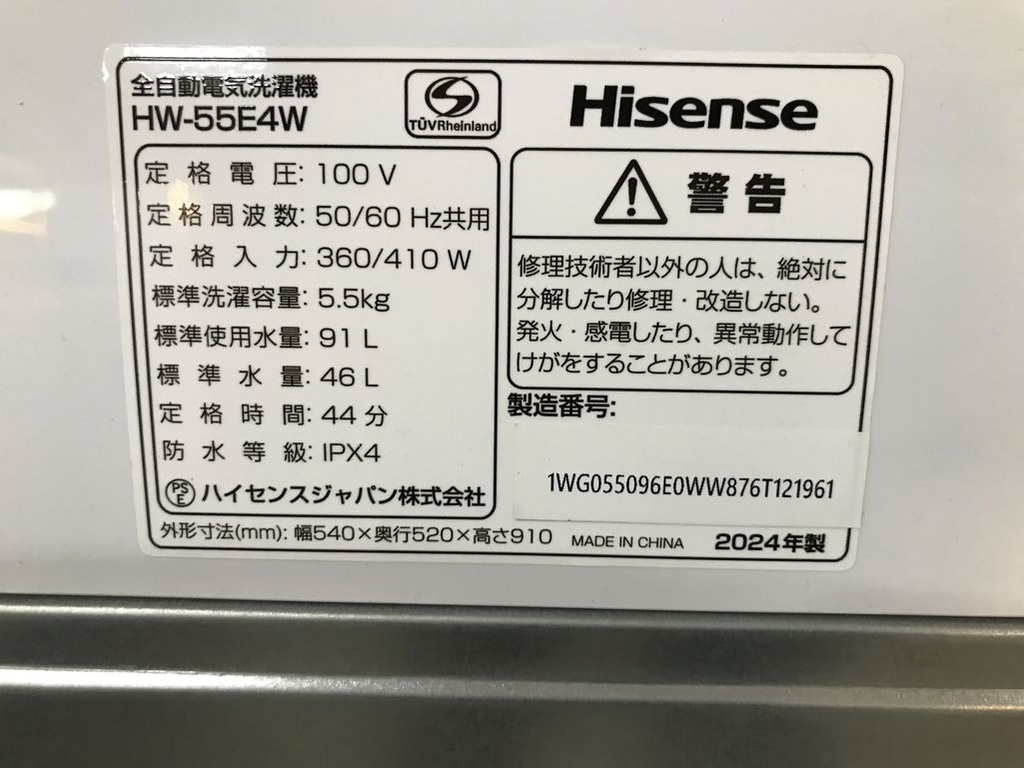 全自動電気洗濯機
HW-55E4W
TÜVRheinland
Hisense
定格電圧: 100 V
定格周波数: 50/60 Hz共用
定格入力: 360/410 W
標準洗濯容量: 5.5kg
標準使用水量: 91 L
標準水量: 46 L
定格時間: 44 分
防水等級: IPX4
PSE ハイセンスジャパン株式会社
警告
修理技術者以外の人は、絶対に
分解したり修理・改造しない。
発火・感電したり、異常動作して
けがをすることがあります。
製造番号:
1WG055096E0WW876T121961
外形寸法(mm): 幅540×奥行520×高さ910
MADE IN CHINA
2024年製